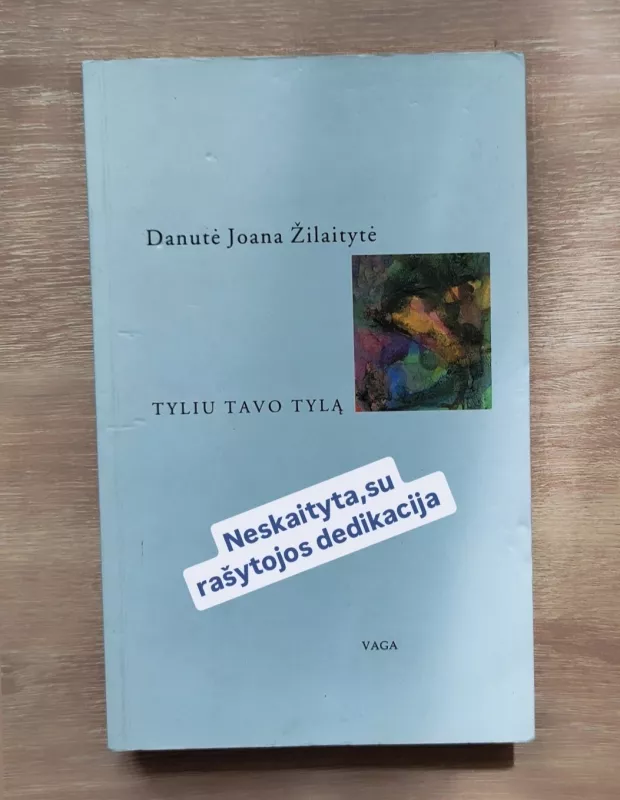 Danutė Joana Žilaitytė
TYLIU TAVO TYLĄ
Neskaityta,su
rašytojos dedikacija
VAGA